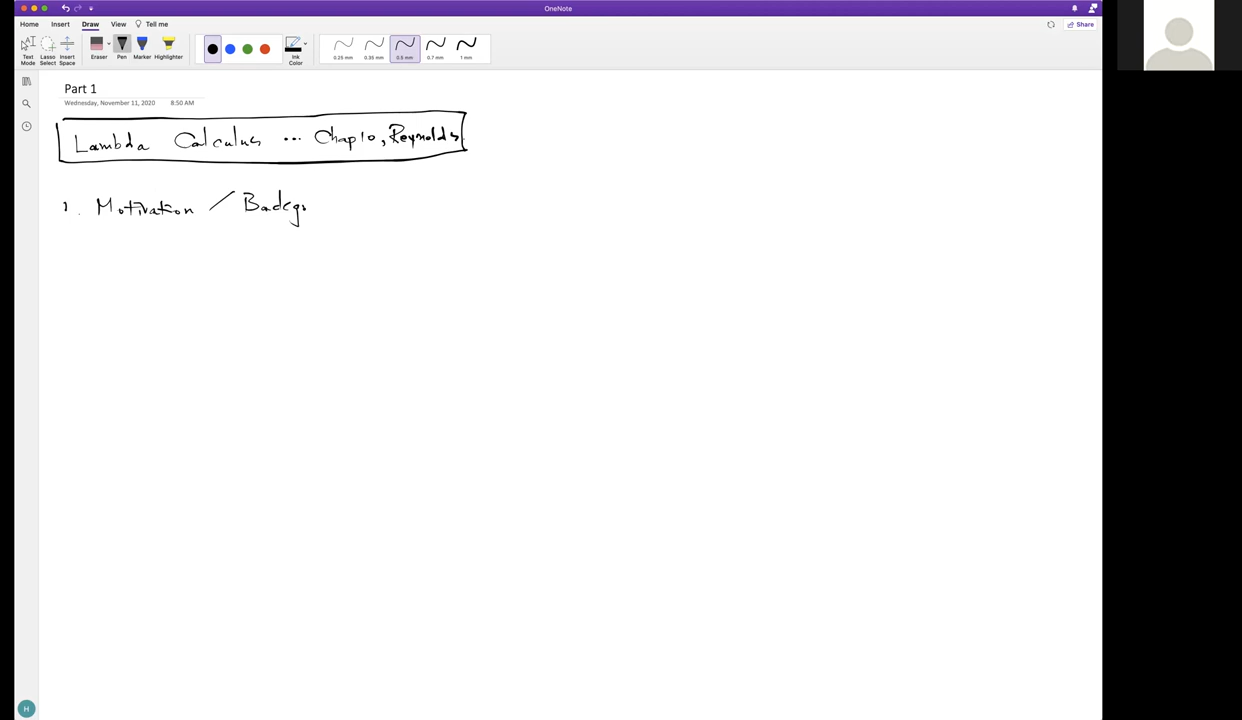 OneNote
Home Insert Draw View Tell me
Share
Text Mode
Lasso Select
Insert Space
Eraser
Pen
Marker
Highlighter
Ink Color
0.25 mm
0.35 mm
0.5 mm
0.7 mm
1 mm
Part 1
Wednesday, November 11, 2020 8:50 AM
Lambda Calculus ... Chap10, Reynolds.
1. Motivation / Backgr
H